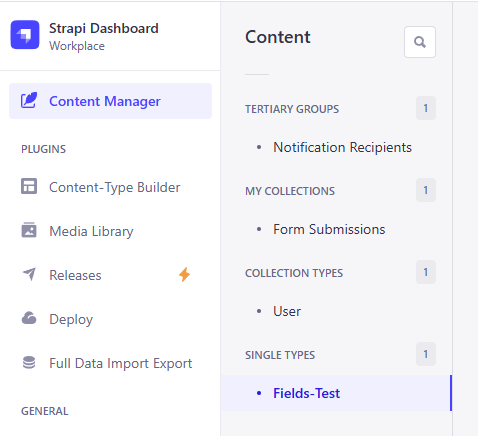 Strapi Dashboard
Workplace
Content Manager
PLUGINS
Content-Type Builder
Media Library
Releases
Deploy
Full Data Import Export
GENERAL
Content
TERTIARY GROUPS 1
Notification Recipients
MY COLLECTIONS 1
Form Submissions
COLLECTION TYPES 1
User
SINGLE TYPES 1
Fields-Test